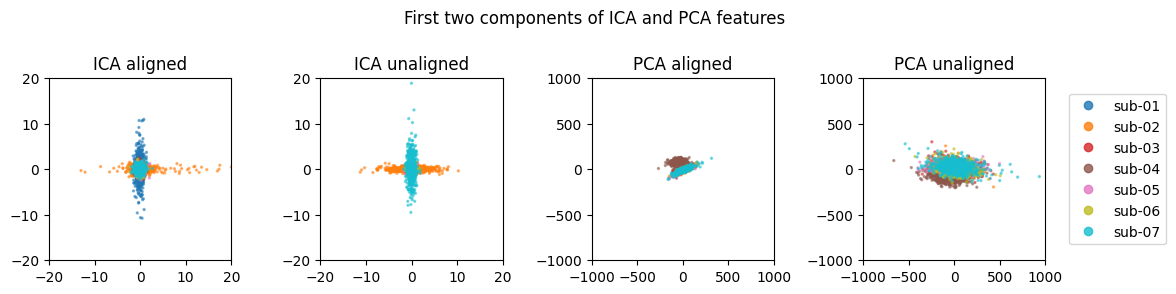 First two components of ICA and PCA features
ICA aligned
20
10
0
−10
−20
−20 −10 0 10 20
ICA unaligned
20
10
0
−10
−20
−20 −10 0 10 20
PCA aligned
1000
500
0
−500
−1000
−1000 −500 0 500 1000
PCA unaligned
1000
500
0
−500
−1000
−1000 −500 0 500 1000
sub-01
sub-02
sub-03
sub-04
sub-05
sub-06
sub-07